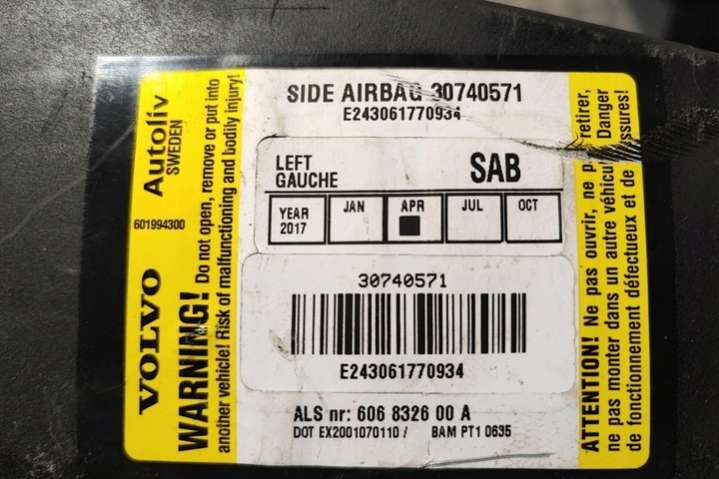 SIDE AIRBAG 30740571
E243061770934
LEFT
GAUCHE
SAB
YEAR 2017 JAN APR JUL OCT
30740571
E243061770934
ALS nr: 606 8326 00 A
DOT EX2001070110 / BAM PT1 0635
Autoliv
SWEDEN
601994300
VOLVO
WARNING! Do not open, remove or put into
another vehicle! Risk of malfunctioning and bodily injury!
ATTENTION! Ne pas ouvrir, ne retirer,
ne pas monter dans un autre véhicu Danger
de fonctionnement défectueux et de ssures!